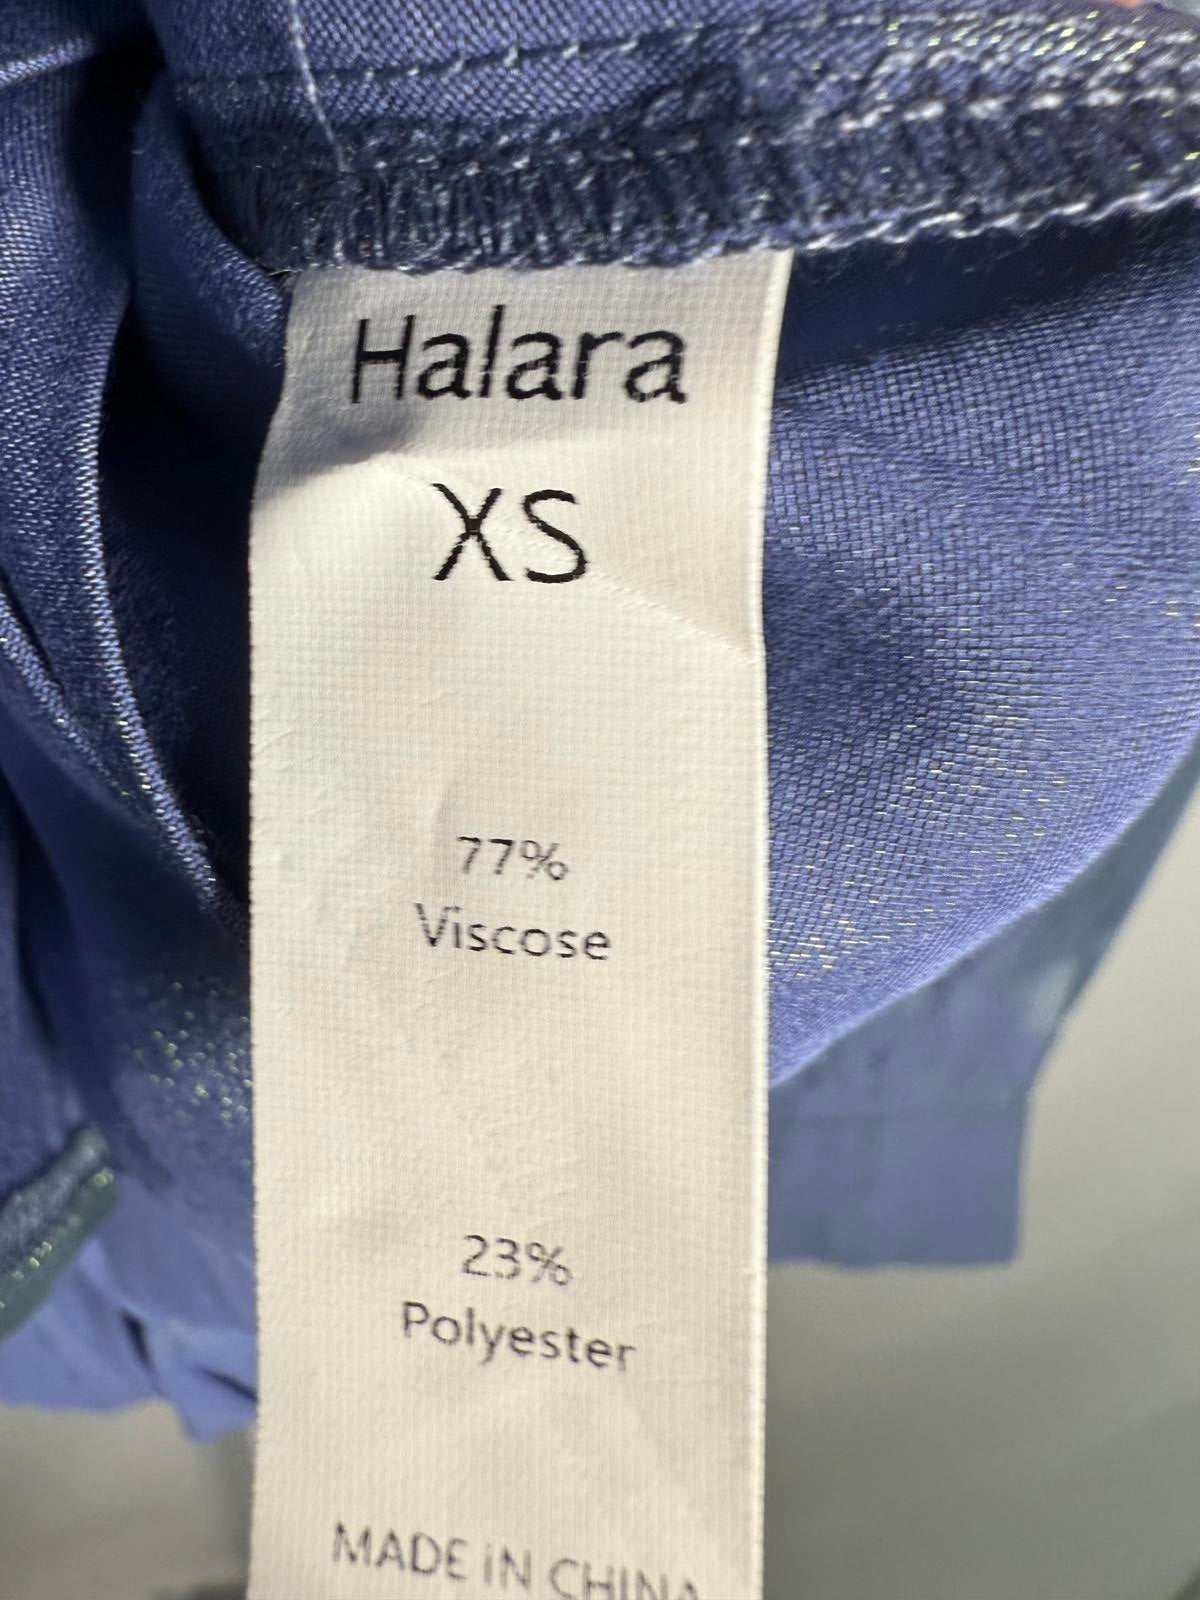 Halara
XS
77%
Viscose
23%
Polyester
MADE iN CHINA